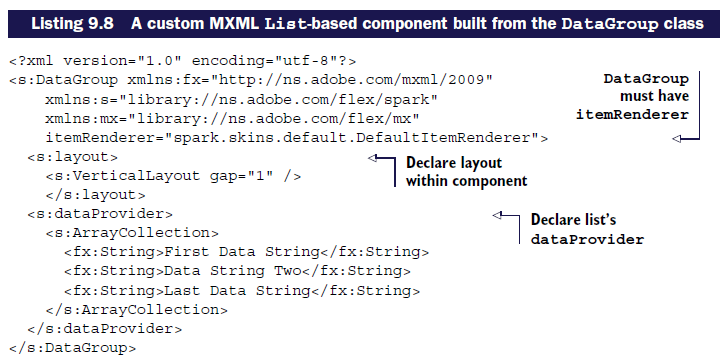 Listing 9.8 A custom MXML List-based component built from the DataGroup class
<?xml version="1.0" encoding="utf-8"?>
<s:DataGroup xmlns:fx="http://ns.adobe.com/mxml/2009"
xmlns:s="library://ns.adobe.com/flex/spark"
xmlns:mx="library://ns.adobe.com/flex/mx"
itemRenderer="spark.skins.default.DefaultItemRenderer">
DataGroup
must have
itemRenderer
<s:layout>
<s:VerticalLayout gap="1" />
</s:layout>
Declare layout
within component
<s:dataProvider>
<s:ArrayCollection>
<fx:String>First Data String</fx:String>
<fx:String>Data String Two</fx:String>
<fx:String>Last Data String</fx:String>
</s:ArrayCollection>
</s:dataProvider>
</s:DataGroup>
Declare list's
dataProvider